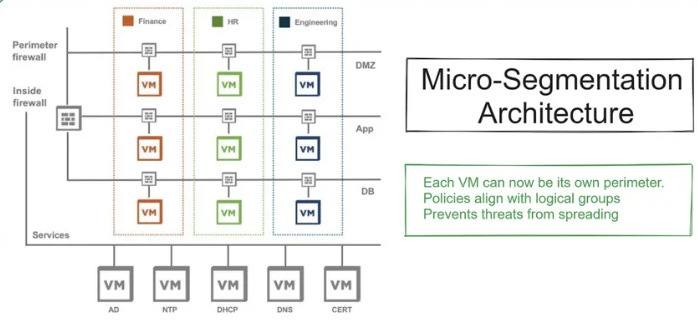 Finance
HR
Engineering
Perimeter
firewall
DMZ
VM
VM
VM
Inside
firewall
App
VM
VM
VM
DB
VM
VM
VM
Services
VM
VM
VM
VM
VM
AD
NTP
DHCP
DNS
CERT
Micro-Segmentation
Architecture
Each VM can now be its own perimeter.
Policies align with logical groups
Prevents threats from spreading